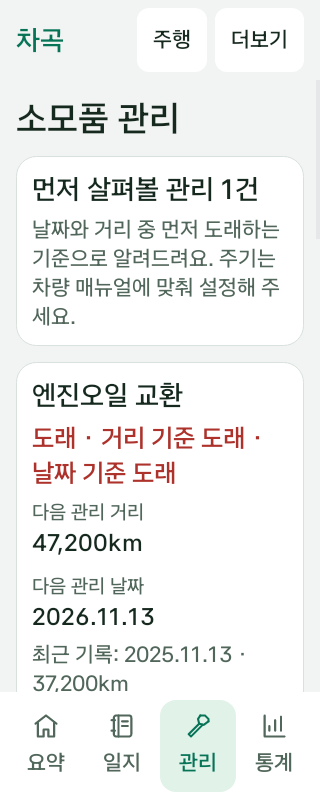 차곡
주행
더보기
소모품 관리
먼저 살펴볼 관리 1건
날짜와 거리 중 먼저 도래하는
기준으로 알려드려요. 주기는
차량 매뉴얼에 맞춰 설정해 주
세요.
엔진오일 교환
도래 · 거리 기준 도래 ·
날짜 기준 도래
다음 관리 거리
47,200km
다음 관리 날짜
2026.11.13
최근 기록: 2025.11.13 ·
37,200km
요약
일지
관리
통계